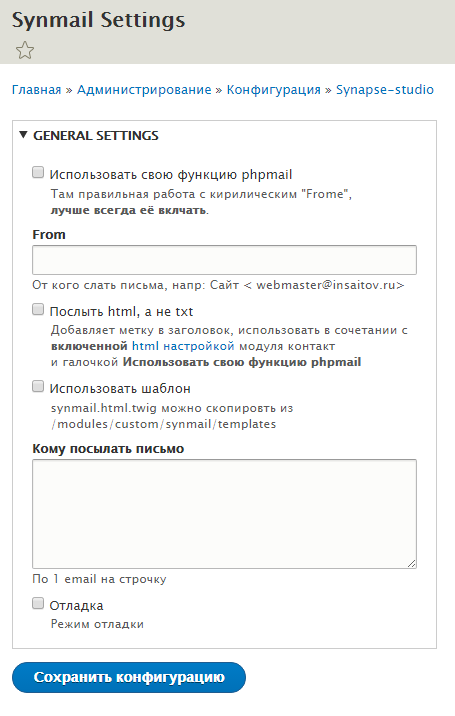 Synmail Settings
Главная » Администрирование » Конфигурация » Synapse-studio
GENERAL SETTINGS
Использовать свою функцию phpmail
Там правильная работа с кирилическим "Frome",
лучше всегда её вклчать.
From
От кого слать письма, напр: Сайт < webmaster@insaitov.ru>
Послыть html, а не txt
Добавляет метку в заголовок, использовать в сочетании с
включенной html настройкой модуля контакт
и галочкой Использовать свою функцию phpmail
Использовать шаблон
synmail.html.twig можно скопировть из
/modules/custom/synmail/templates
Кому посылать письмо
По 1 email на строчку
Отладка
Режим отладки
Сохранить конфигурацию